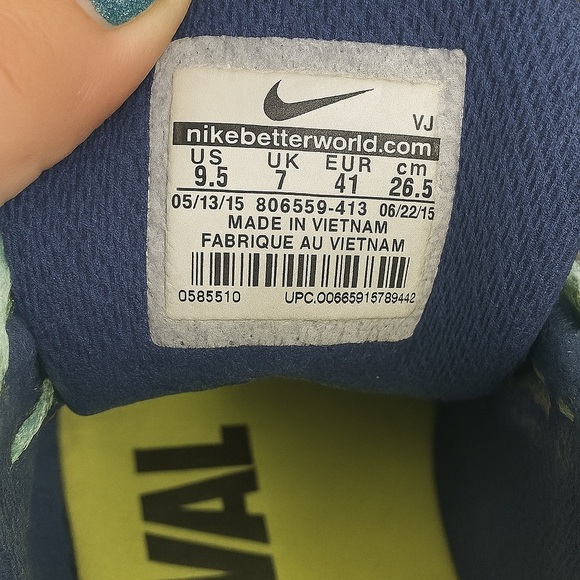 VJ
nikebetterworld.com
US UK EUR cm
9.5 7 41 26.5
05/13/15 806559-413 06/22/15
MADE IN VIETNAM
FABRIQUE AU VIETNAM
0585510 UPC.00665915789442
VAL